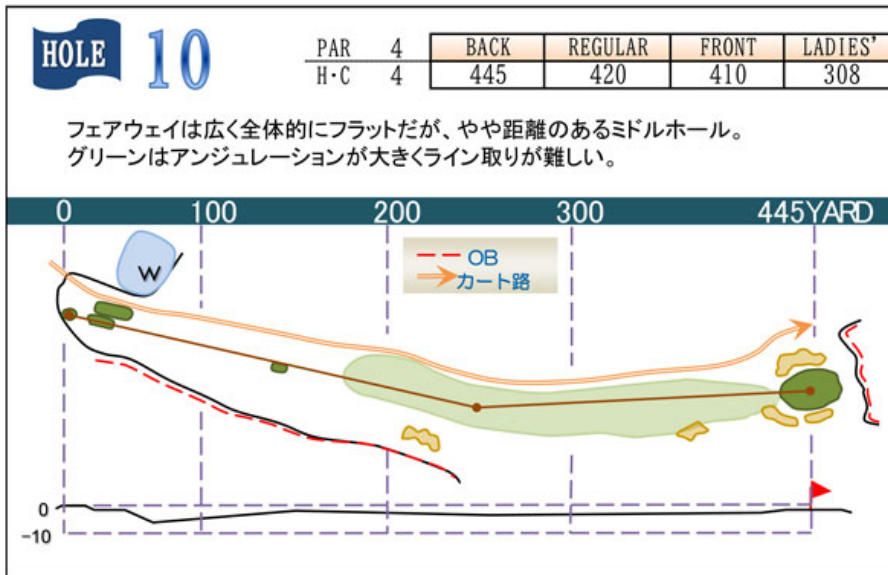 HOLE 10
PAR 4 BACK REGULAR FRONT LADIES'
H・C 4 445 420 410 308
フェアウェイは広く全体的にフラットだが、やや距離のあるミドルホール。
グリーンはアンジュレーションが大きくライン取りが難しい。
0 100 200 300 445YARD
W
OB
カート路
0
-10